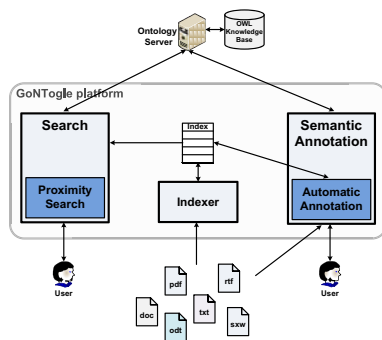 Ontology
Server
OWL
Knowledge
Base
GoNTogle platform
Search
Index
Semantic
Annotation
Proximity
Search
Indexer
Automatic
Annotation
User
User
pdf
rtf
doc
txt
odt
sxw